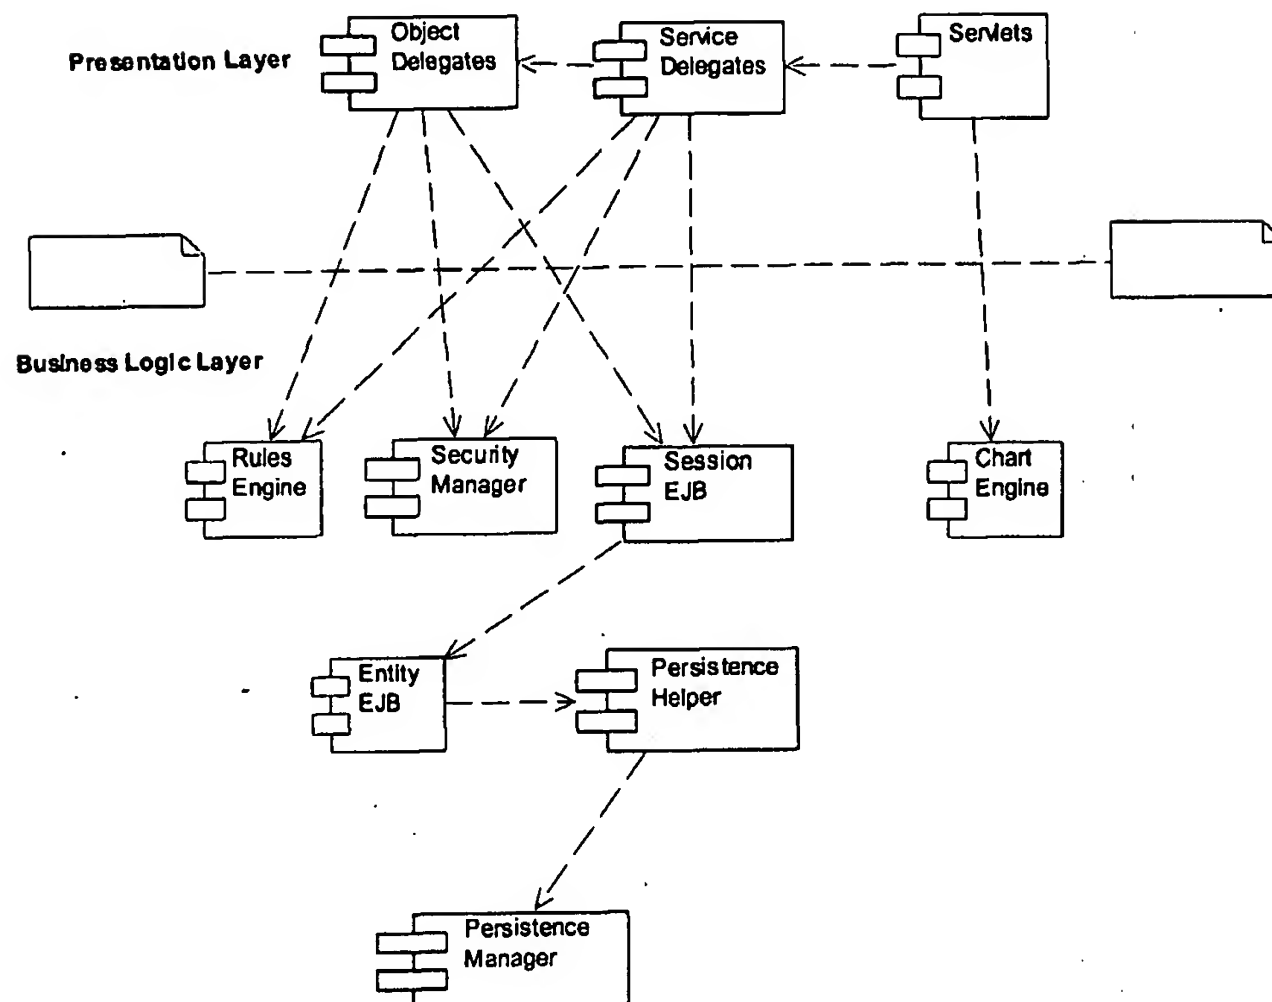 Object
Delegates
Service
Delegates
Servlets
Presentation Layer
Business Logic Layer
Rules
Engine
Security
Manager
Session
EJB
Chart
Engine
Entity
EJB
Persistence
Helper
Persistence
Manager